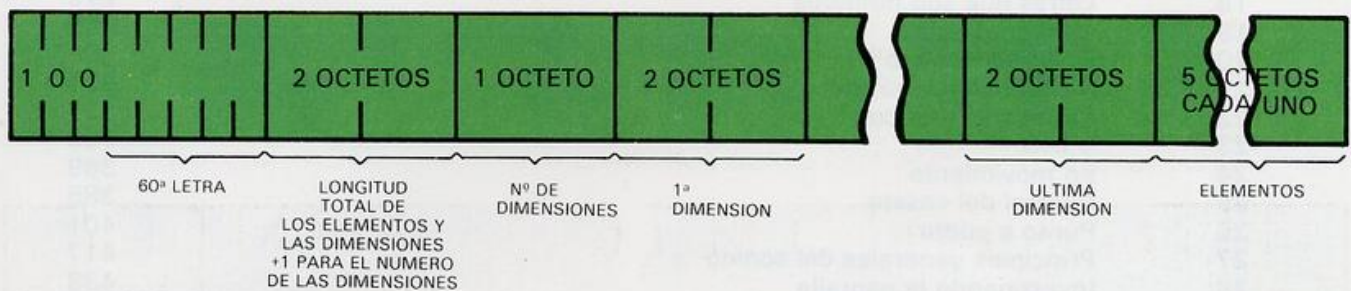 1 0 0
2 OCTETOS
1 OCTETO
2 OCTETOS
2 OCTETOS
5 OCTETOS
CADA UNO
60ª LETRA
LONGITUD
TOTAL DE
LOS ELEMENTOS Y
LAS DIMENSIONES
+1 PARA EL NUMERO
DE LAS DIMENSIONES
Nº DE
DIMENSIONES
1ª
DIMENSION
ULTIMA
DIMENSION
ELEMENTOS